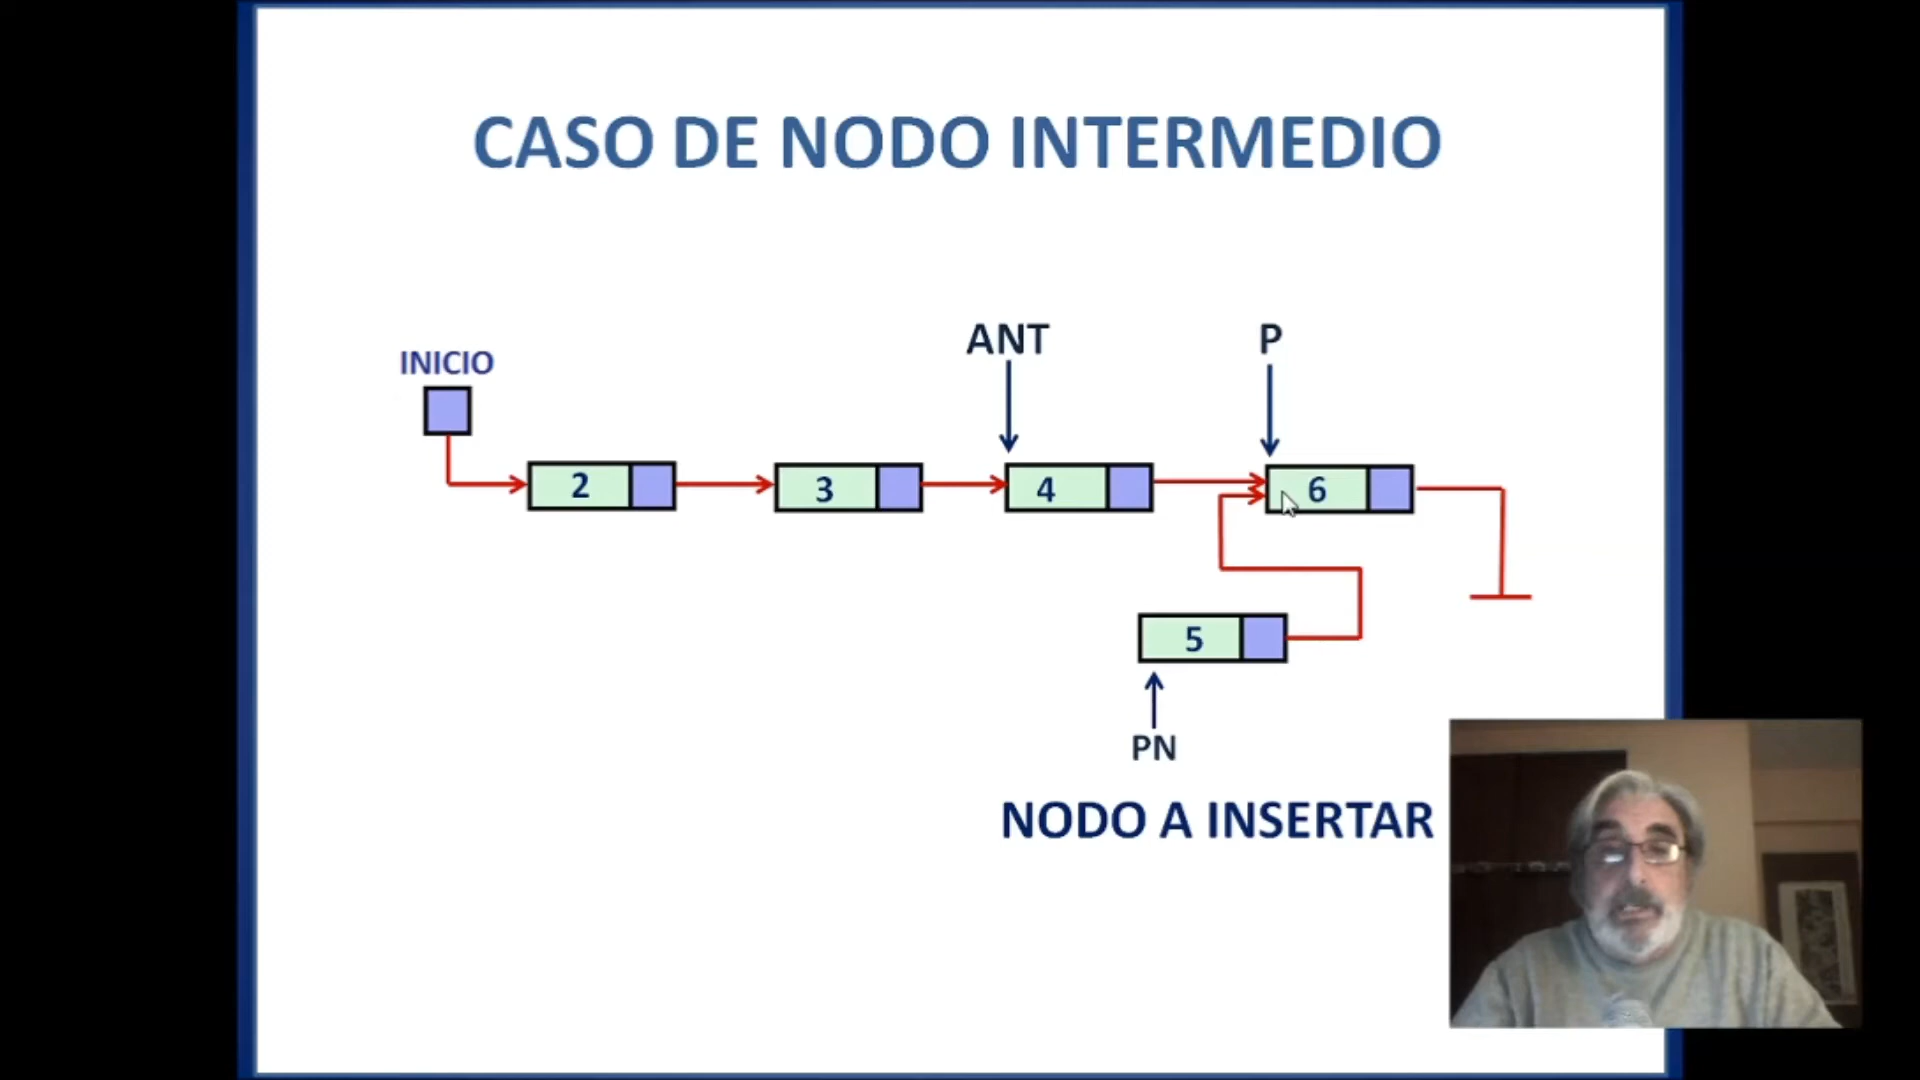 CASO DE NODO INTERMEDIO
ANT
P
INICIO
2
3
4
6
5
PN
NODO A INSERTAR